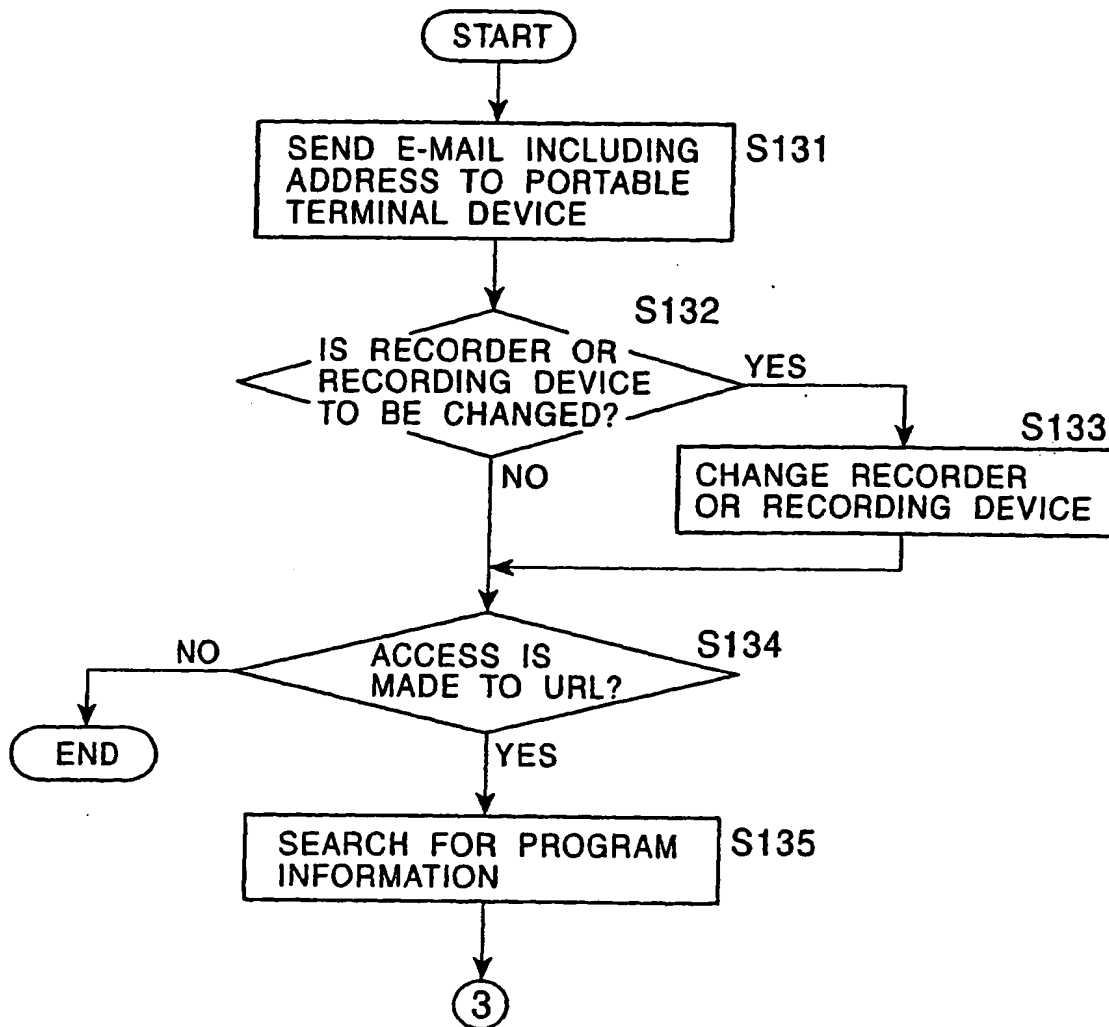 START
SEND E-MAIL INCLUDING
ADDRESS TO PORTABLE
TERMINAL DEVICE
S131
S132
IS RECORDER OR
RECORDING DEVICE
TO BE CHANGED?
YES
NO
S133
CHANGE RECORDER
OR RECORDING DEVICE
S134
ACCESS IS
MADE TO URL?
NO
END
YES
SEARCH FOR PROGRAM
INFORMATION
S135
3